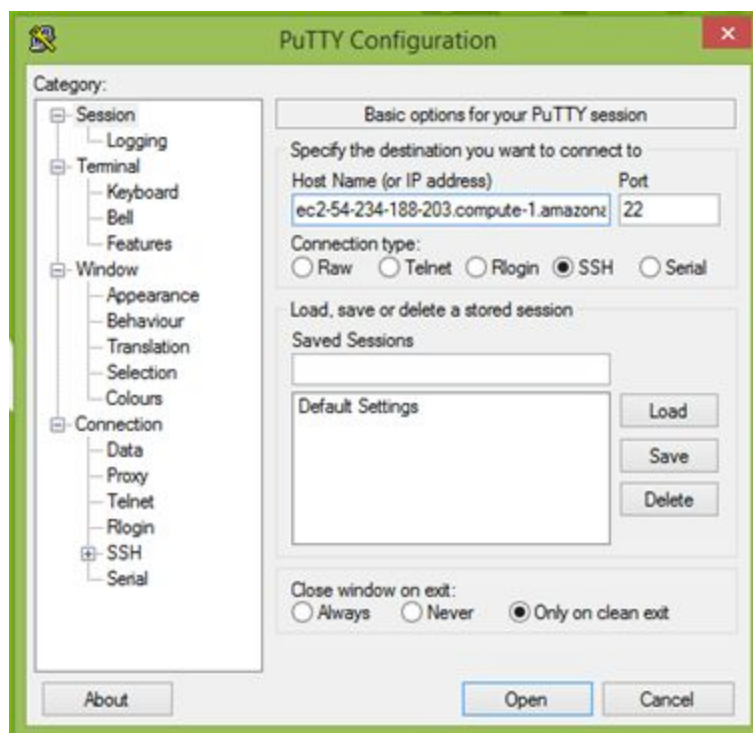 PuTTY Configuration
Category:
Session
Logging
Terminal
Keyboard
Bell
Features
Window
Appearance
Behaviour
Translation
Selection
Colours
Connection
Data
Proxy
Telnet
Rlogin
SSH
Serial
Basic options for your PuTTY session
Specify the destination you want to connect to
Host Name (or IP address) Port
ec2-54-234-188-203.compute-1.amazona 22
Connection type:
Raw Telnet Rlogin SSH Serial
Load, save or delete a stored session
Saved Sessions
Default Settings
Load
Save
Delete
Close window on exit:
Always Never Only on clean exit
About Open Cancel